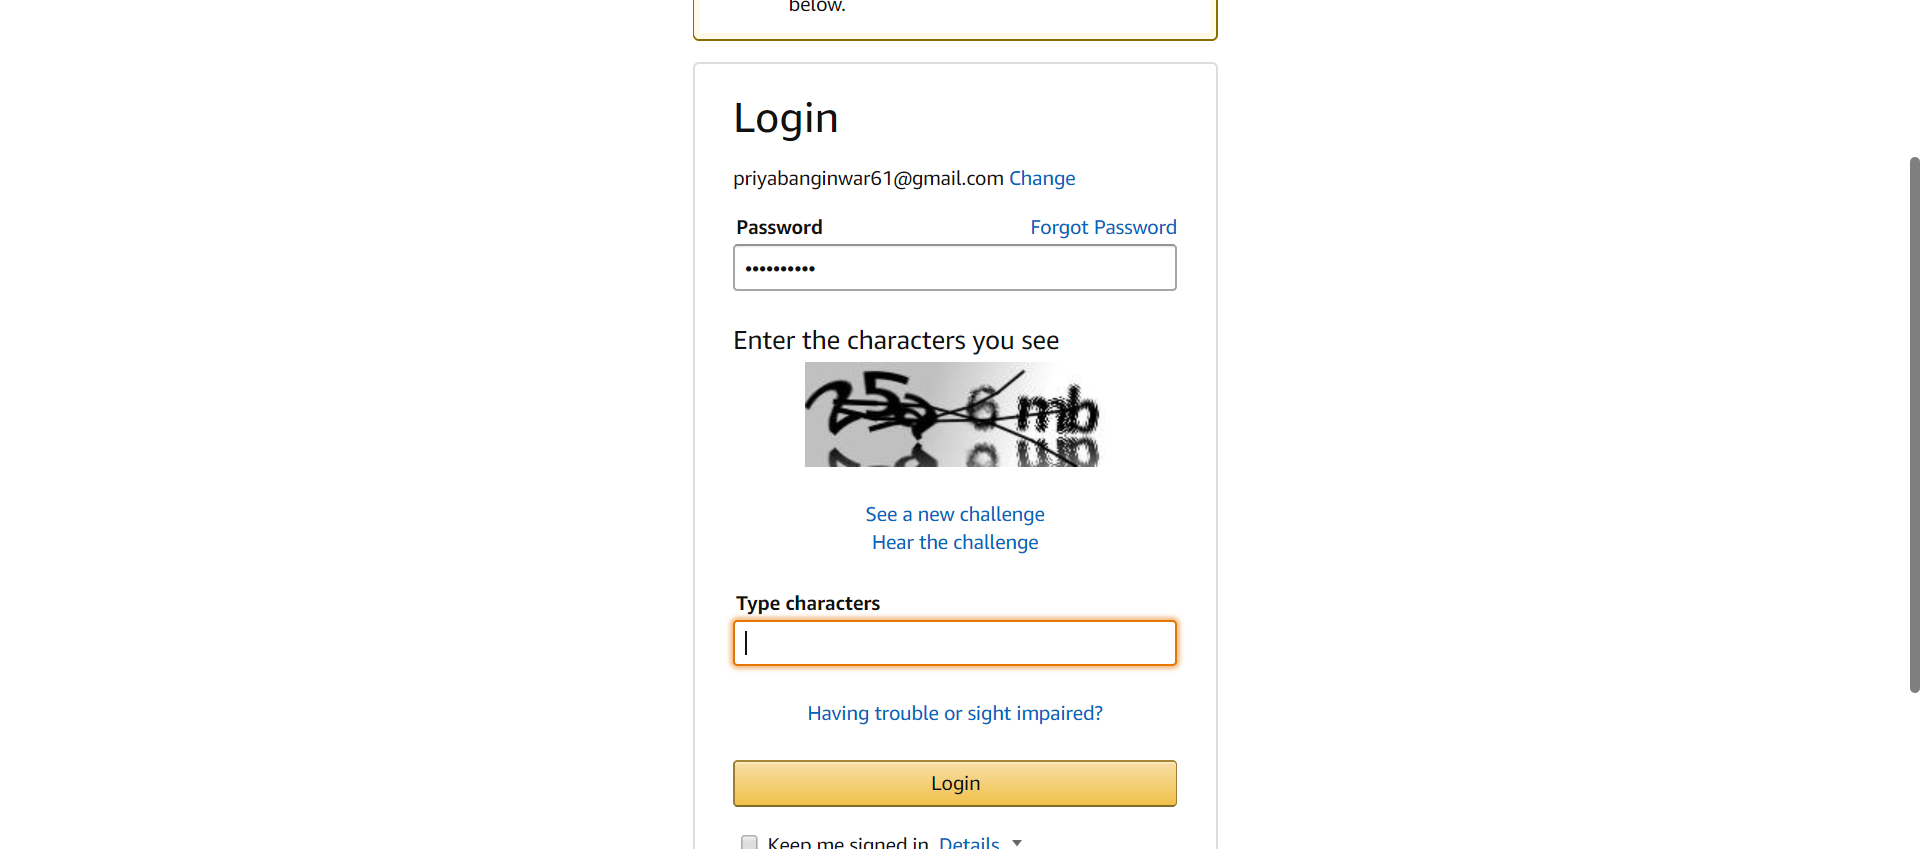 below.
Login
priyabanginwar61@gmail.com Change
Password Forgot Password
Enter the characters you see
See a new challenge
Hear the challenge
Type characters
Having trouble or sight impaired?
Login
Keep me signed in. Details